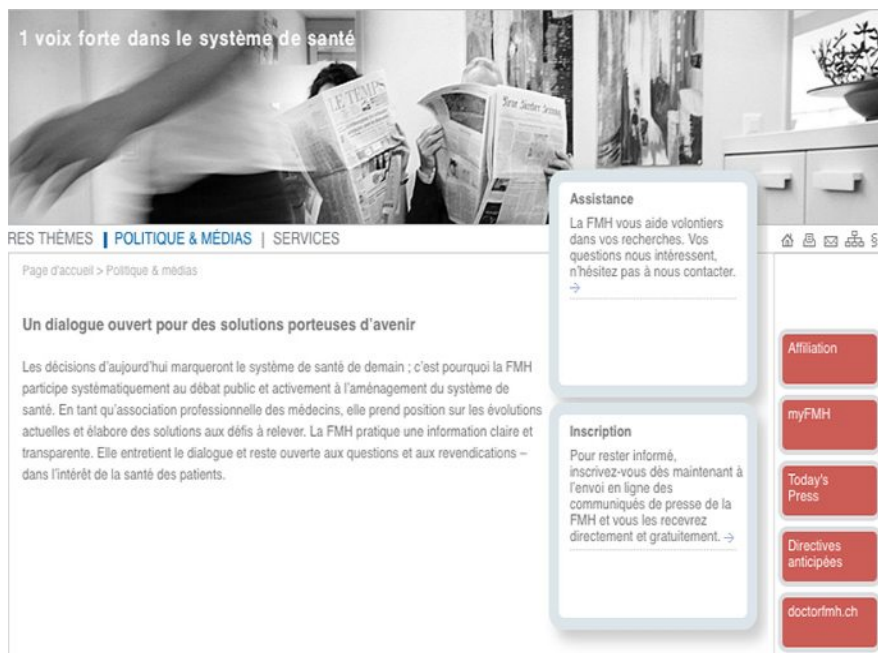 1 voix forte dans le système de santé
LE TEMPS
RES THÈMES | POLITIQUE & MÉDIAS | SERVICES
Page d'accueil > Politique & médias
Un dialogue ouvert pour des solutions porteuses d'avenir
Les décisions d'aujourd'hui marqueront le système de santé de demain ; c'est pourquoi la FMH
participe systématiquement au débat public et activement à l'aménagement du système de
santé. En tant qu'association professionnelle des médecins, elle prend position sur les évolutions
actuelles et élabore des solutions aux défis à relever. La FMH pratique une information claire et
transparente. Elle entretient le dialogue et reste ouverte aux questions et aux revendications –
dans l'intérêt de la santé des patients.
Assistance
La FMH vous aide volontiers
dans vos recherches. Vos
questions nous intéressent,
n'hésitez pas à nous contacter.
→
Inscription
Pour rester informé,
inscrivez-vous dès maintenant à
l'envoi en ligne des
communiqués de presse de la
FMH et vous les recevrez
directement et gratuitement. →
Affiliation
myFMH
Today's
Press
Directives
anticipées
doctorfmh.ch